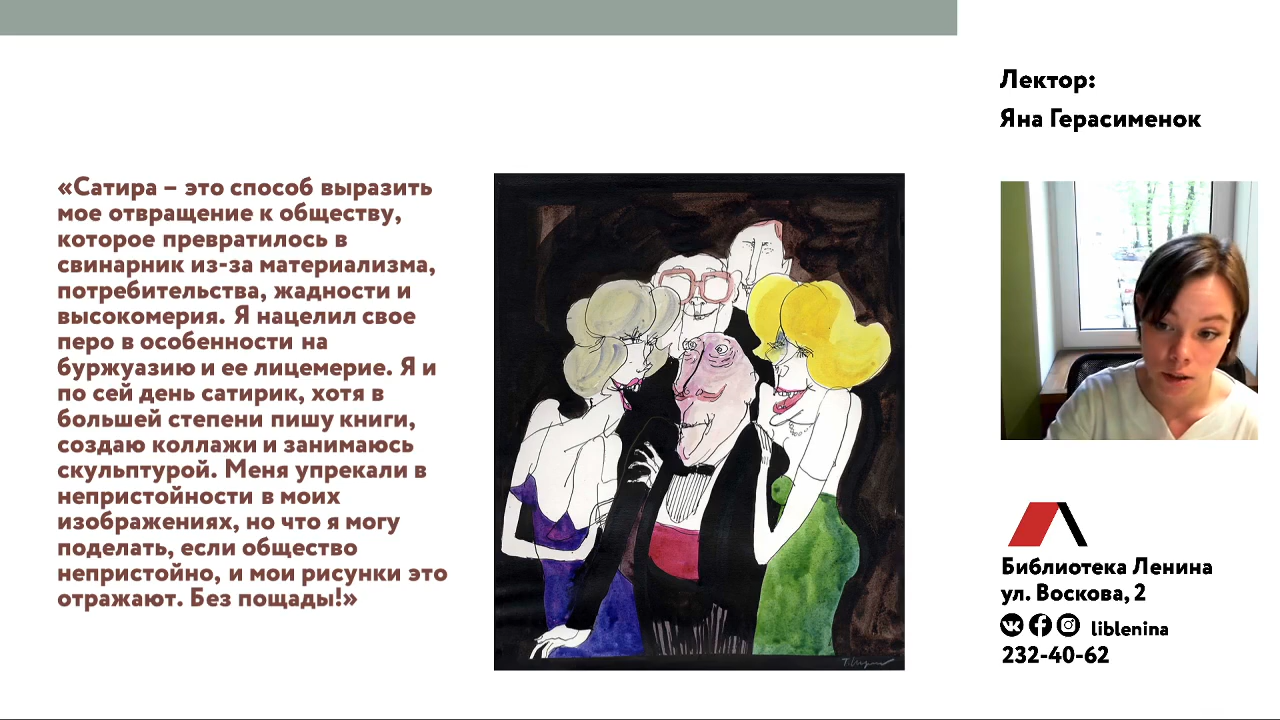 «Сатира – это способ выразить
мое отвращение к обществу,
которое превратилось в
свинарник из-за материализма,
потребительства, жадности и
высокомерия. Я нацелил свое
перо в особенности на
буржуазию и ее лицемерие. Я и
по сей день сатирик, хотя в
большей степени пишу книги,
создаю коллажи и занимаюсь
скульптурой. Меня упрекали в
непристойности в моих
изображениях, но что я могу
поделать, если общество
непристойно, и мои рисунки это
отражают. Без пощады!»
Лектор:
Яна Герасименок
Библиотека Ленина
ул. Воскова, 2
liblenina
232-40-62